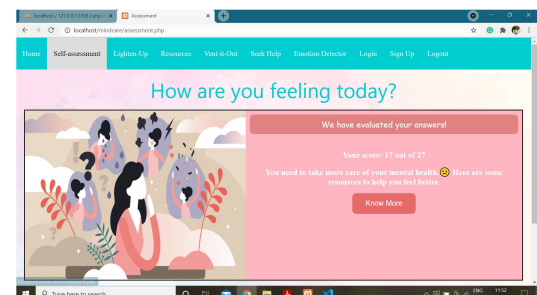 localhost / 127.0.0.1:3308 | phpM
Assessment
localhost/mindcare/assessment.php
Home Self-assessment Lighten-Up Resources Vent-it-Out Seek Help Emotion Detector Login Sign Up Logout
How are you feeling today?
We have evaluated your answers!
Your score: 17 out of 27
You need to take more care of your mental health. Here are some
resources to help you feel better.
Know More
Type here to search
ENG 11:52